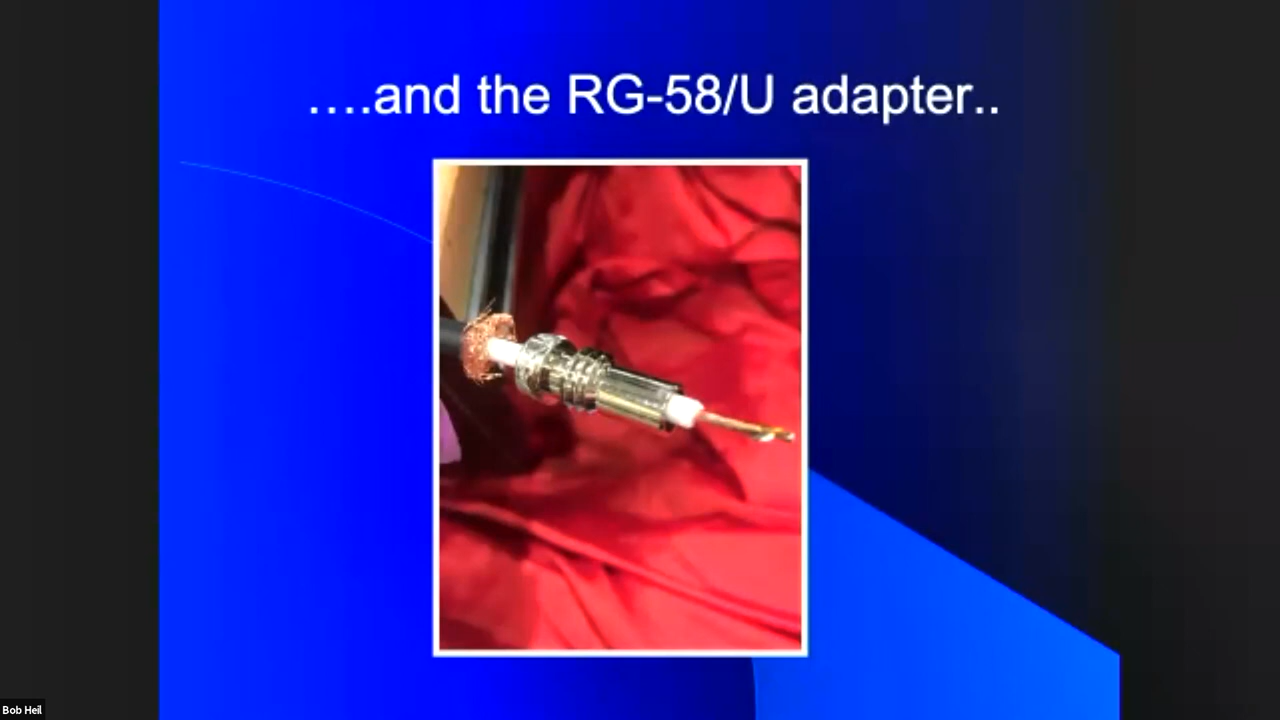 ....and the RG-58/U adapter..
Bob Heil